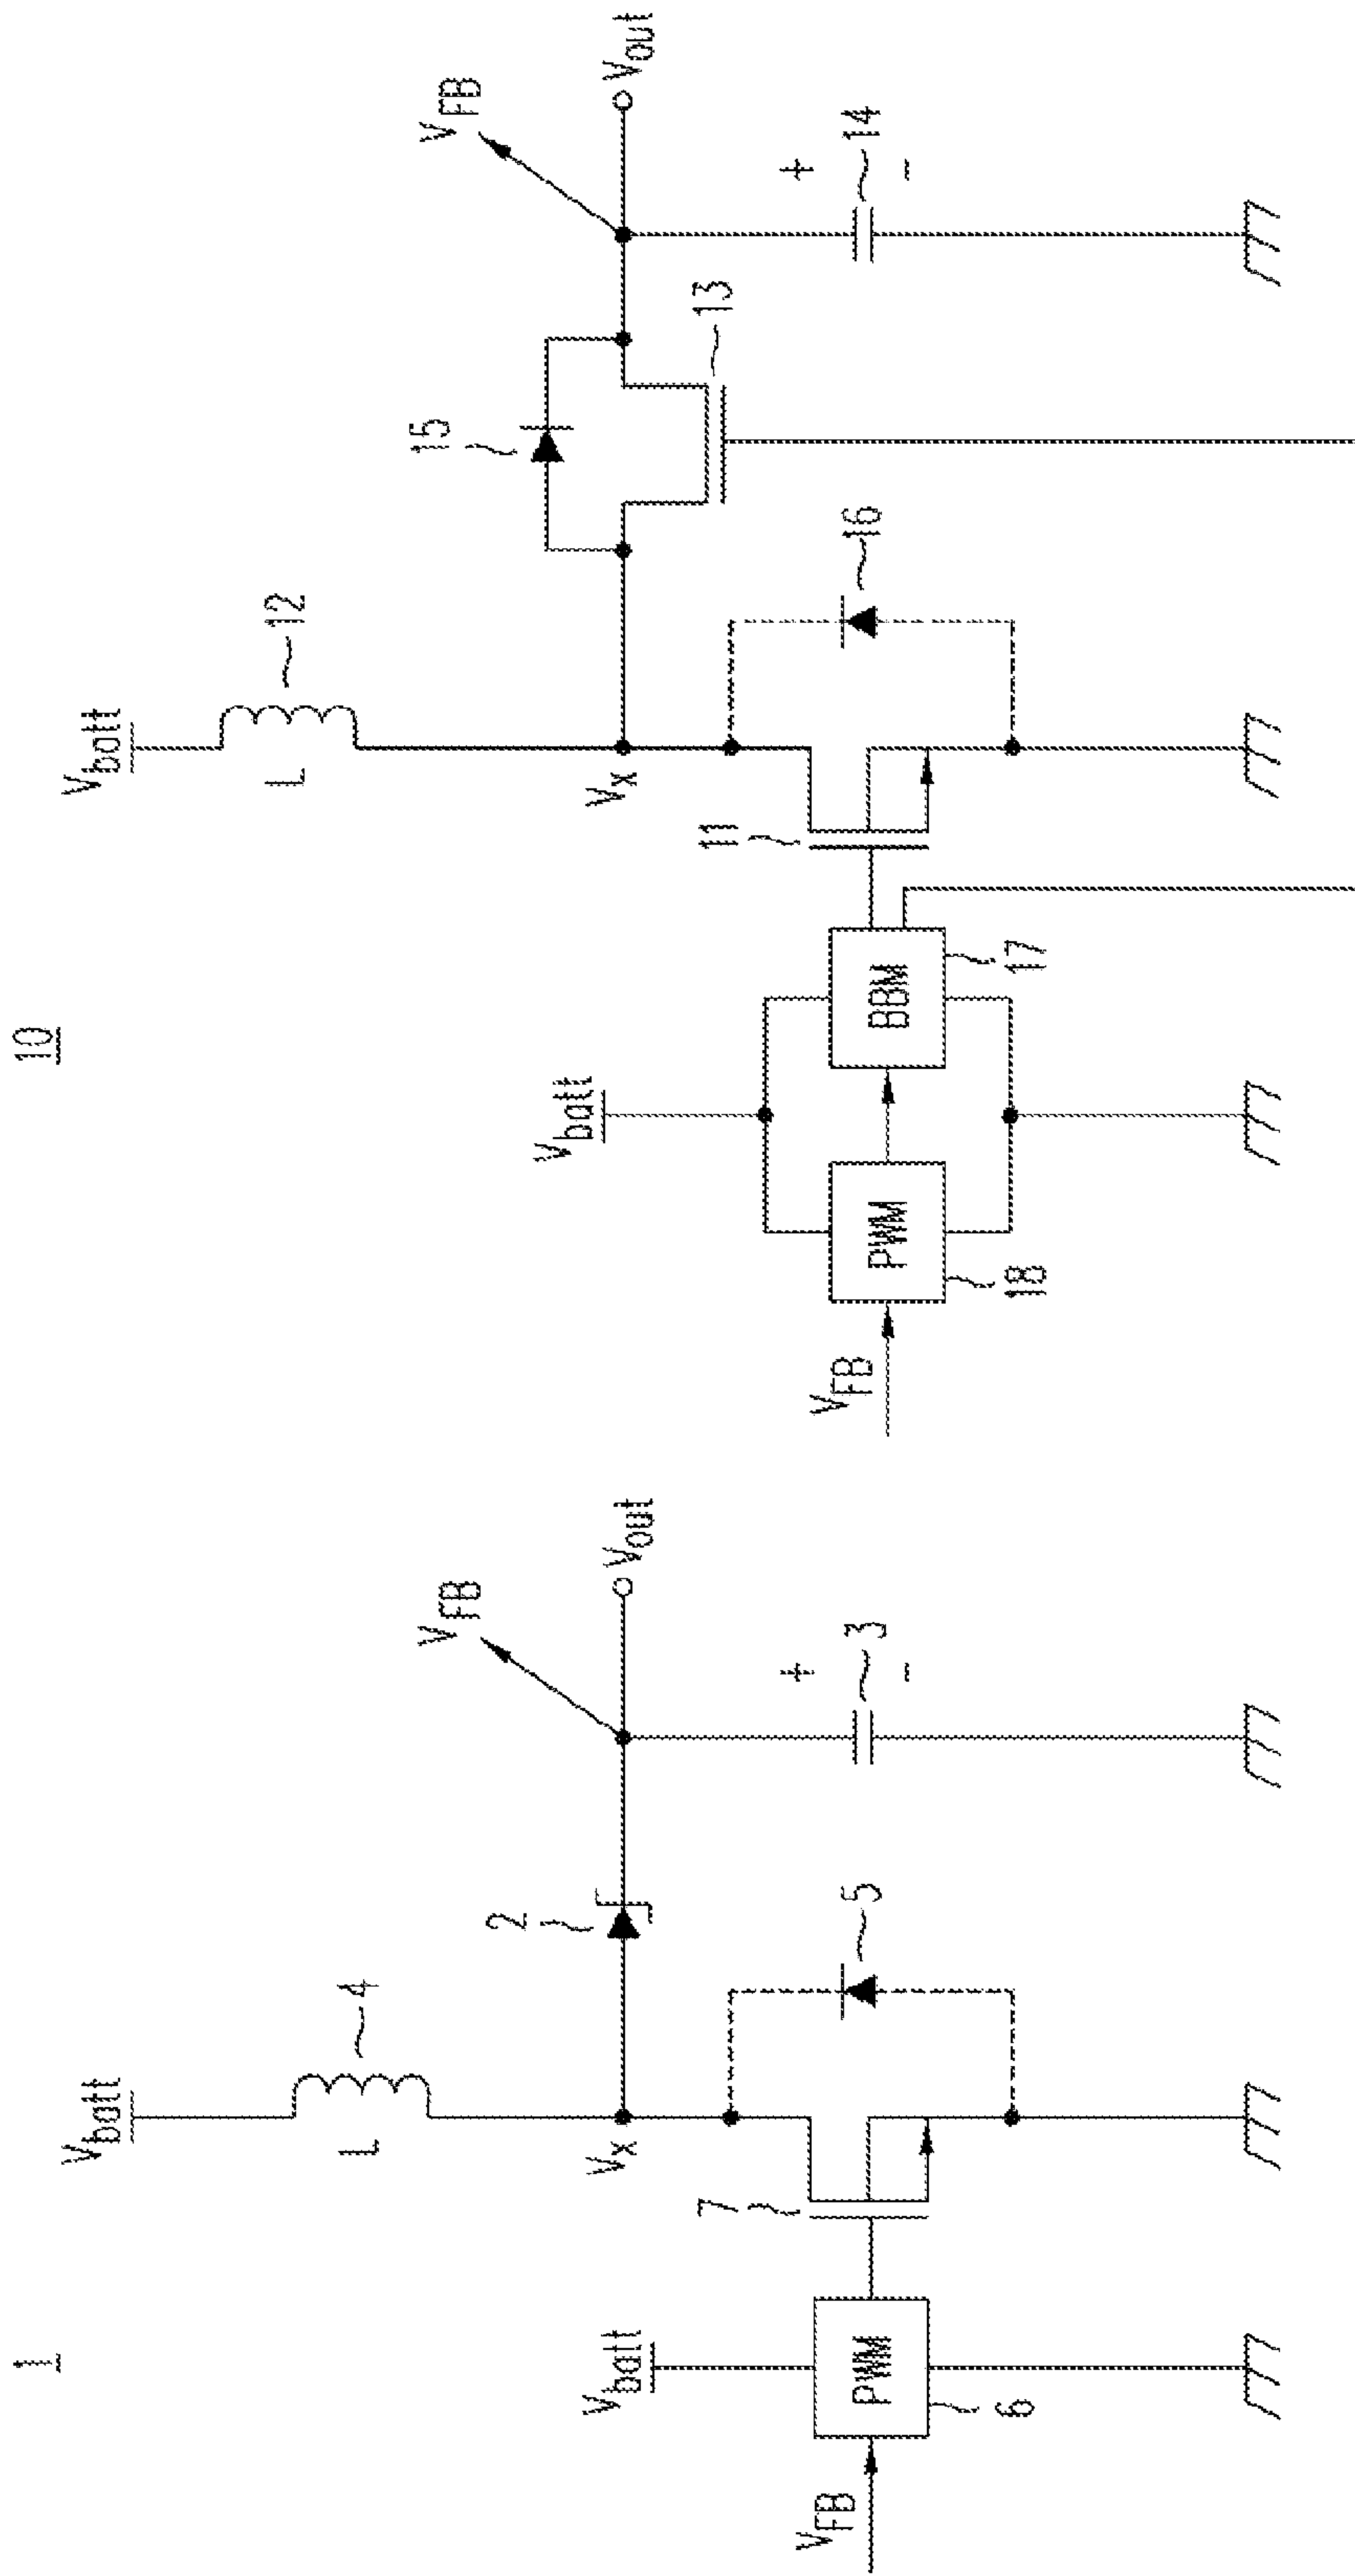 1
V_batt
L
4
V_x
2
V_FB
V_out
V_batt
V_FB
PWM
6
7
5
+
3
-
10
V_batt
L
12
V_x
15
13
V_FB
V_out
V_batt
V_FB
PWM
18
BBM
17
11
16
+
14
-